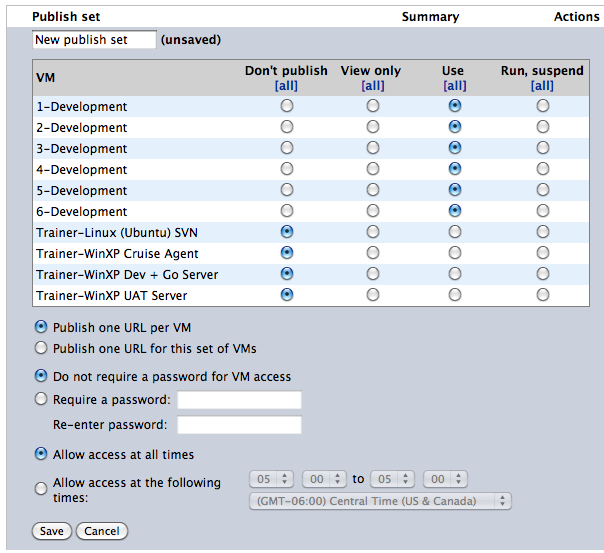 Publish set Summary Actions
New publish set (unsaved)
VM Don't publish View only Use Run, suspend
[all] [all] [all] [all]
1-Development
2-Development
3-Development
4-Development
5-Development
6-Development
Trainer-Linux (Ubuntu) SVN
Trainer-WinXP Cruise Agent
Trainer-WinXP Dev + Go Server
Trainer-WinXP UAT Server
Publish one URL per VM
Publish one URL for this set of VMs
Do not require a password for VM access
Require a password:
Re-enter password:
Allow access at all times
Allow access at the following times: 05 00 to 05 00
(GMT-06:00) Central Time (US & Canada)
Save Cancel